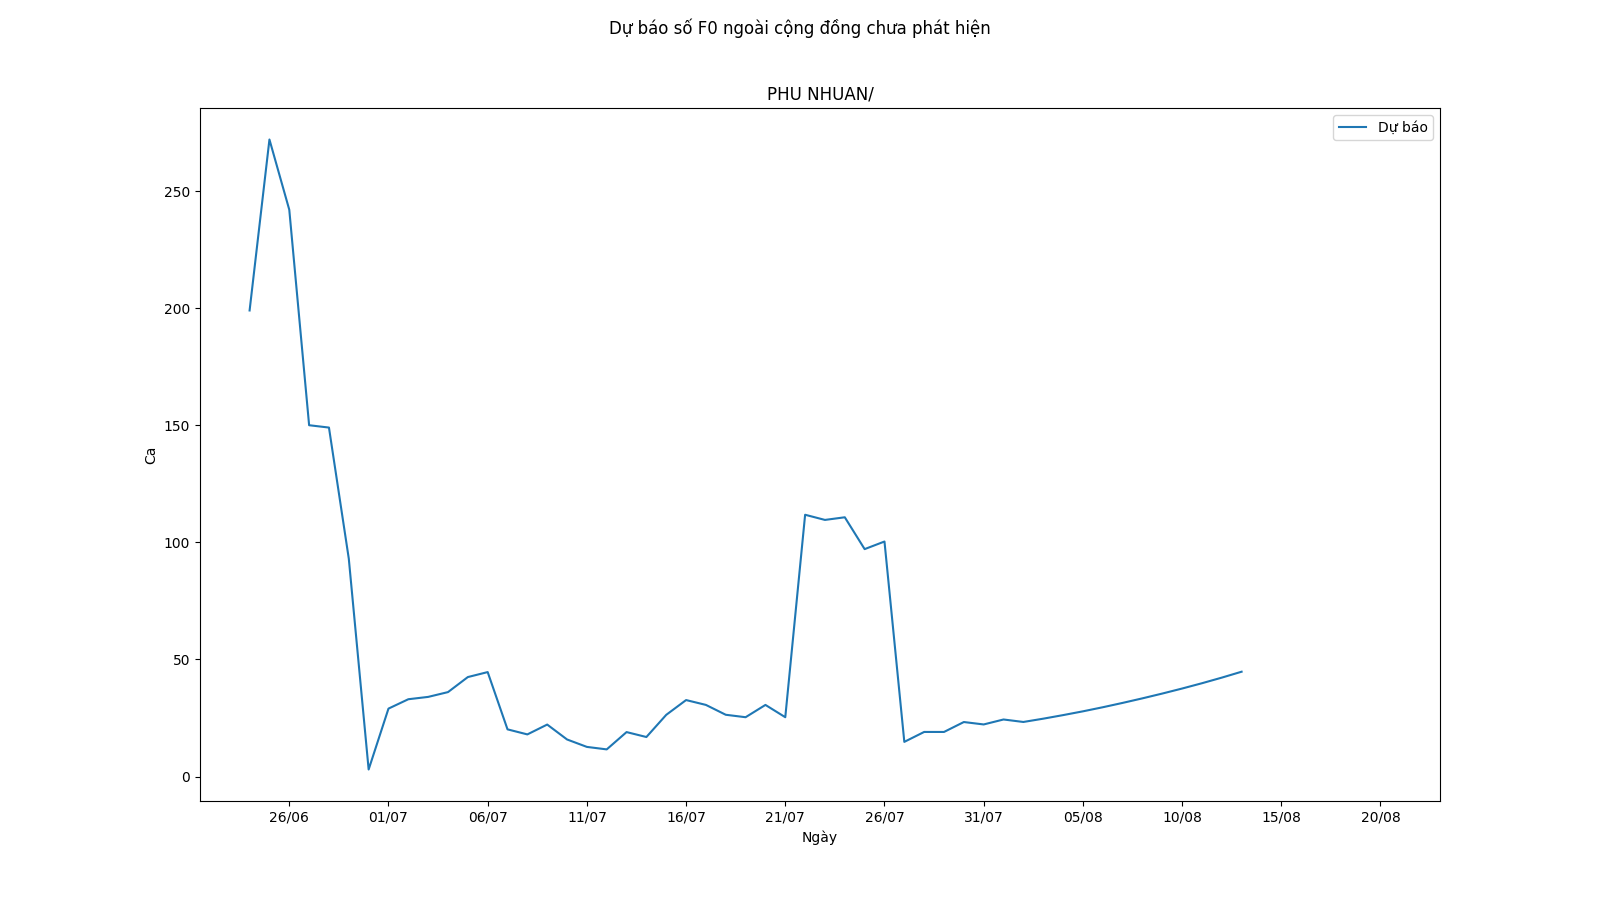 Dự báo số F0 ngoài cộng đồng chưa phát hiện
PHU NHUAN/
Dự báo
250
200
150
100
50
0
Ca
26/06 01/07 06/07 11/07 16/07 21/07 26/07 31/07 05/08 10/08 15/08 20/08
Ngày